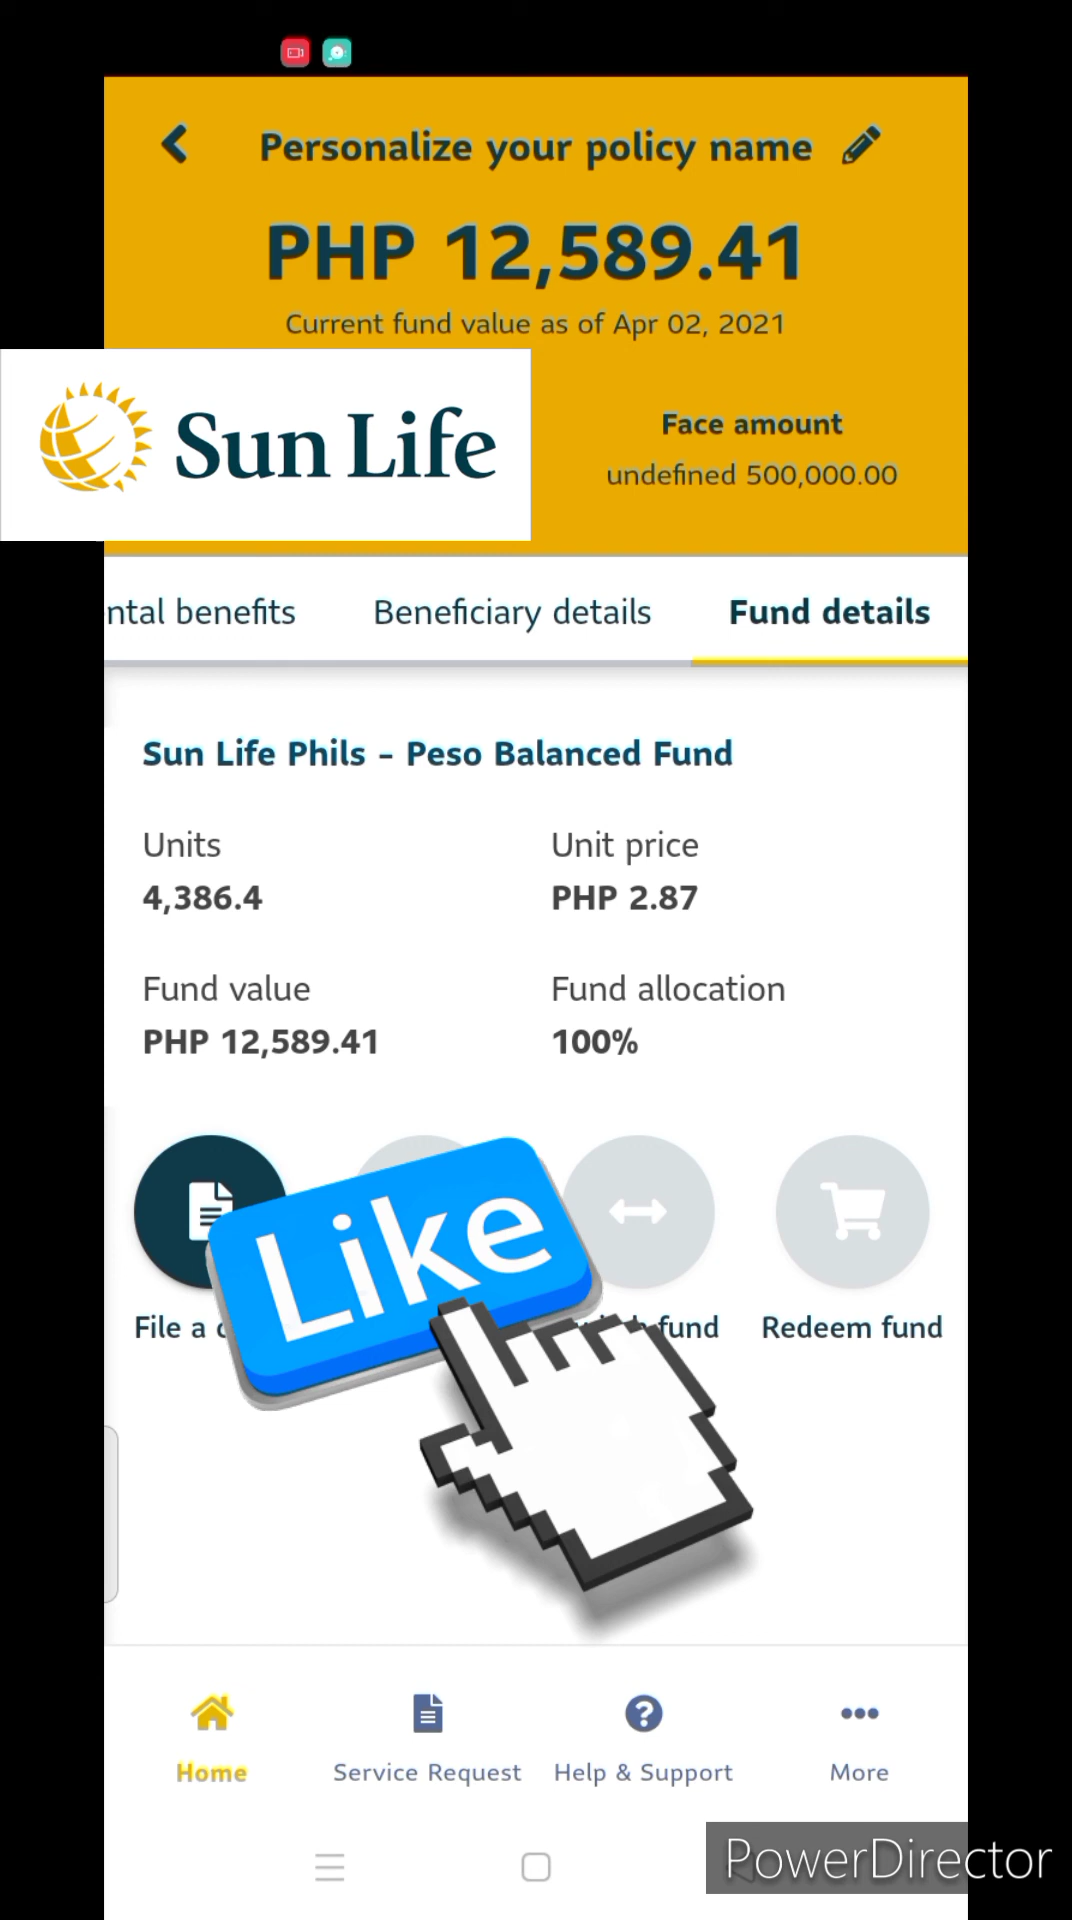 Personalize your policy name
PHP 12,589.41
Current fund value as of Apr 02, 2021
Sun Life
Face amount
undefined 500,000.00
ntal benefits
Beneficiary details
Fund details
Sun Life Phils - Peso Balanced Fund
Units
Unit price
4,386.4
PHP 2.87
Fund value
Fund allocation
PHP 12,589.41
100%
Like
File a
fund
Redeem fund
Home
Service Request
Help & Support
More
PowerDirector